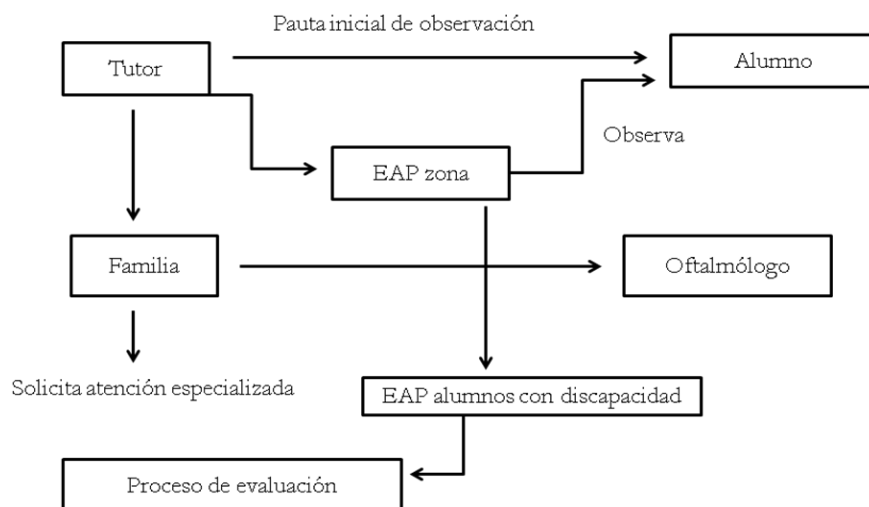 Pauta inicial de observación
Tutor
Alumno
Observa
EAP zona
Familia
Oftalmólogo
Solicita atención especializada
EAP alumnos con discapacidad
Proceso de evaluación